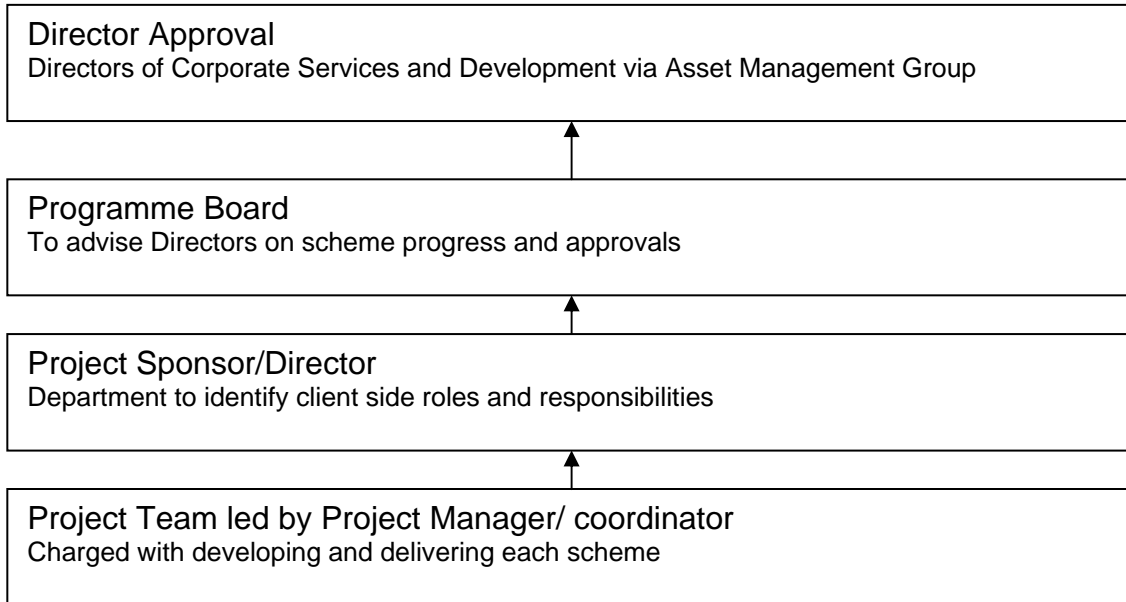 Director Approval
Directors of Corporate Services and Development via Asset Management Group
Programme Board
To advise Directors on scheme progress and approvals
Project Sponsor/Director
Department to identify client side roles and responsibilities
Project Team led by Project Manager/ coordinator
Charged with developing and delivering each scheme